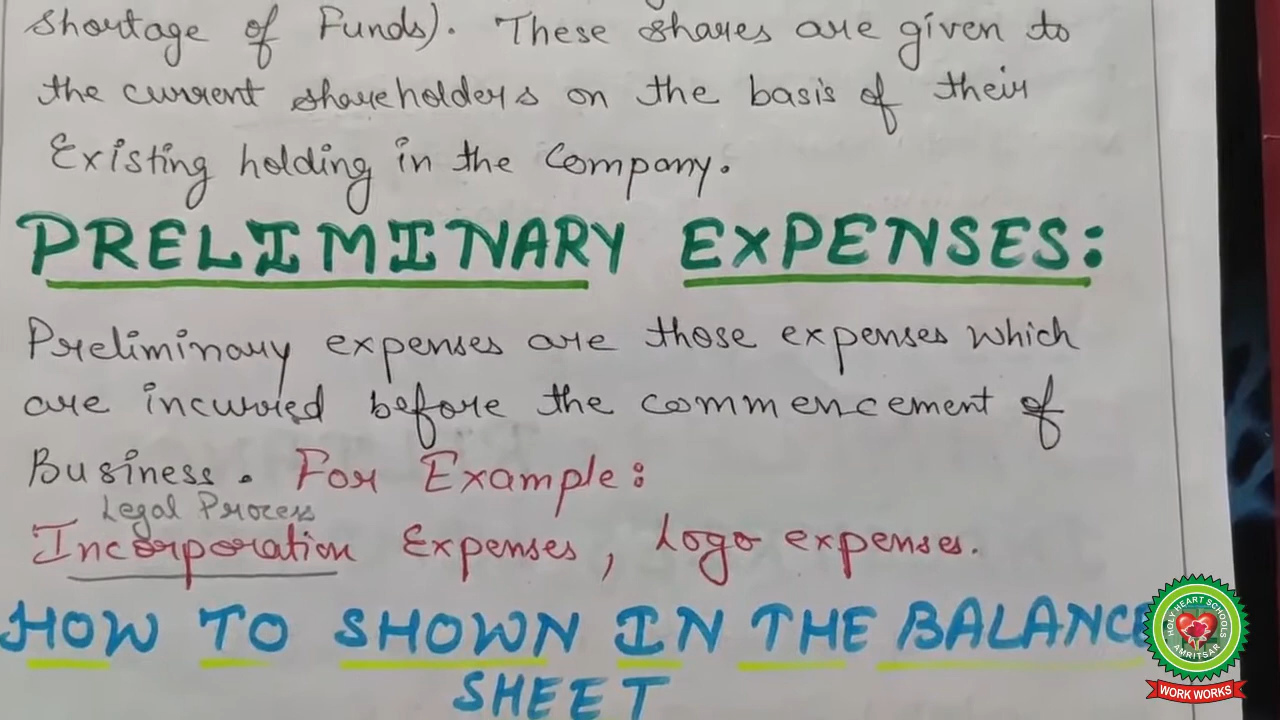 Shortage of Funds). These shares are given to
the current shareholders on the basis of their
Existing holding in the Company.
PRELIMINARY EXPENSES:
Preliminary expenses are those expenses which
are incurred before the commencement of
Business. For Example:
Legal Process
Incorporation Expenses, Logo expenses.
HOW TO SHOWN IN THE BALANCE
SHEET
HOLY HEART SCHOOLS
AMRITSAR
WORK WORKS